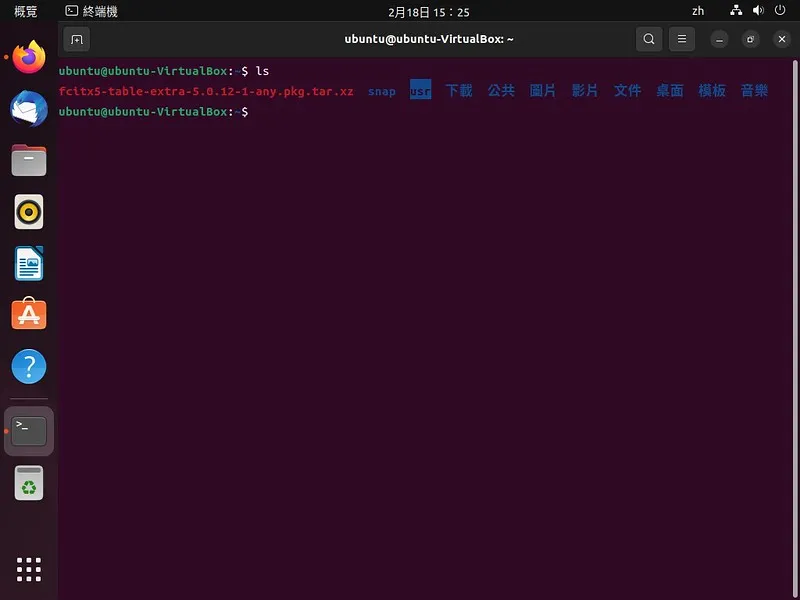 概覽 終端機 2月18日 15：25 zh
ubuntu@ubuntu-VirtualBox: ~
ubuntu@ubuntu-VirtualBox:~$ ls
fcitx5-table-extra-5.0.12-1-any.pkg.tar.xz snap usr 下載 公共 圖片 影片 文件 桌面 模板 音樂
ubuntu@ubuntu-VirtualBox:~$